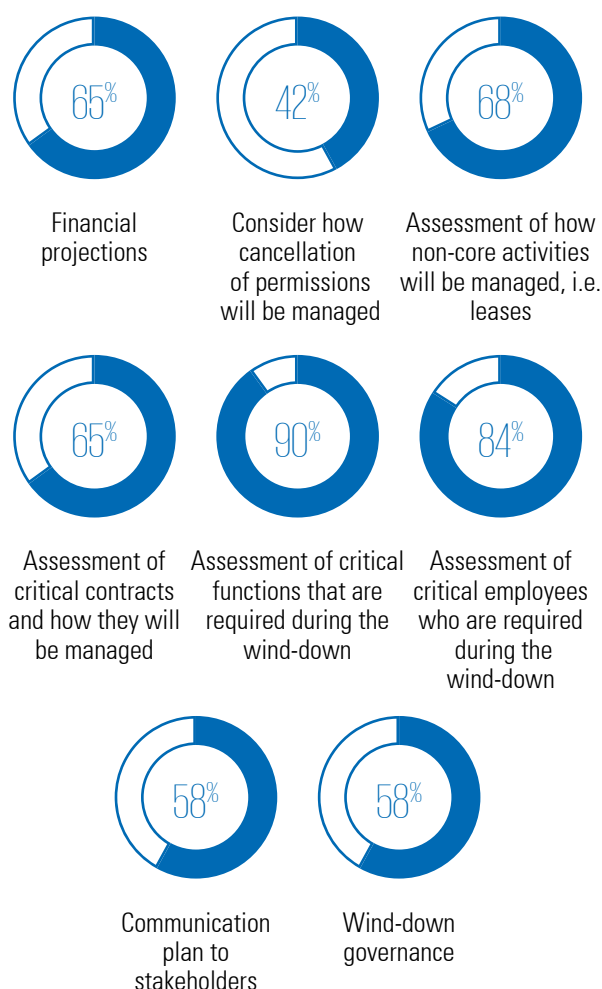 65%
42%
68%
Financial
projections
Consider how
cancellation
of permissions
will be managed
Assessment of how
non-core activities
will be managed, i.e.
leases
65%
90%
84%
Assessment of
critical contracts
and how they will
be managed
Assessment of critical
functions that are
required during the
wind-down
Assessment of
critical employees
who are required
during the
wind-down
58%
58%
Communication
plan to
stakeholders
Wind-down
governance